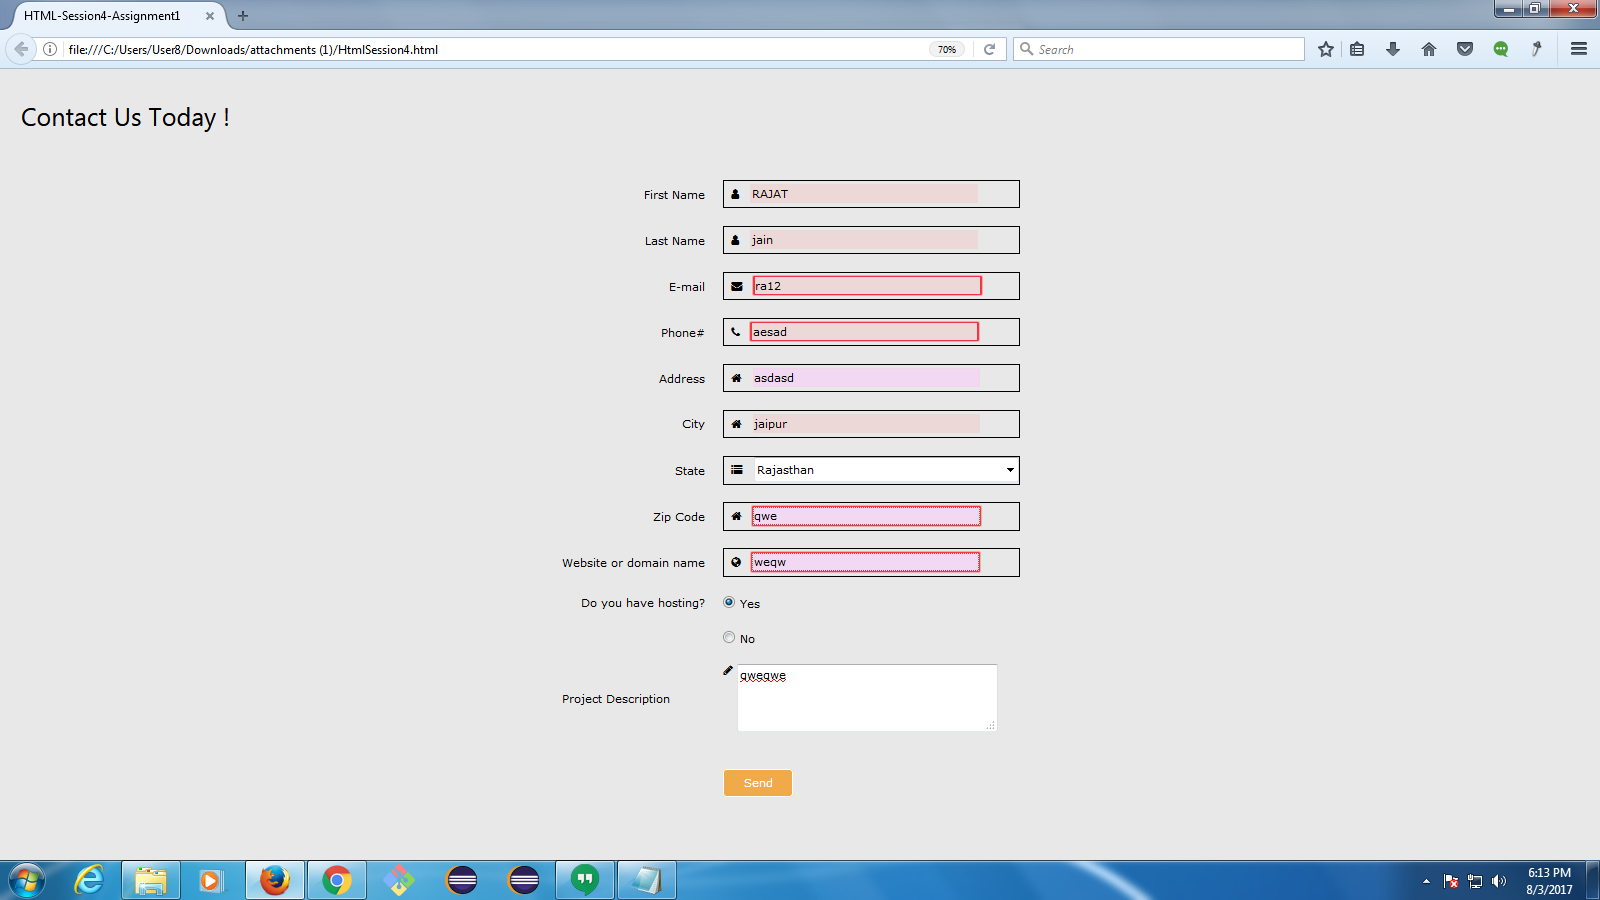 HTML-Session4-Assignment1
file:///C:/Users/User8/Downloads/attachments (1)/HtmlSession4.html
70%
Search
Contact Us Today !
First Name RAJAT
Last Name jain
E-mail ra12
Phone# aesad
Address asdasd
City jaipur
State Rajasthan
Zip Code qwe
Website or domain name weqw
Do you have hosting? Yes
No
qweqwe
Project Description
Send
6:13 PM
8/3/2017